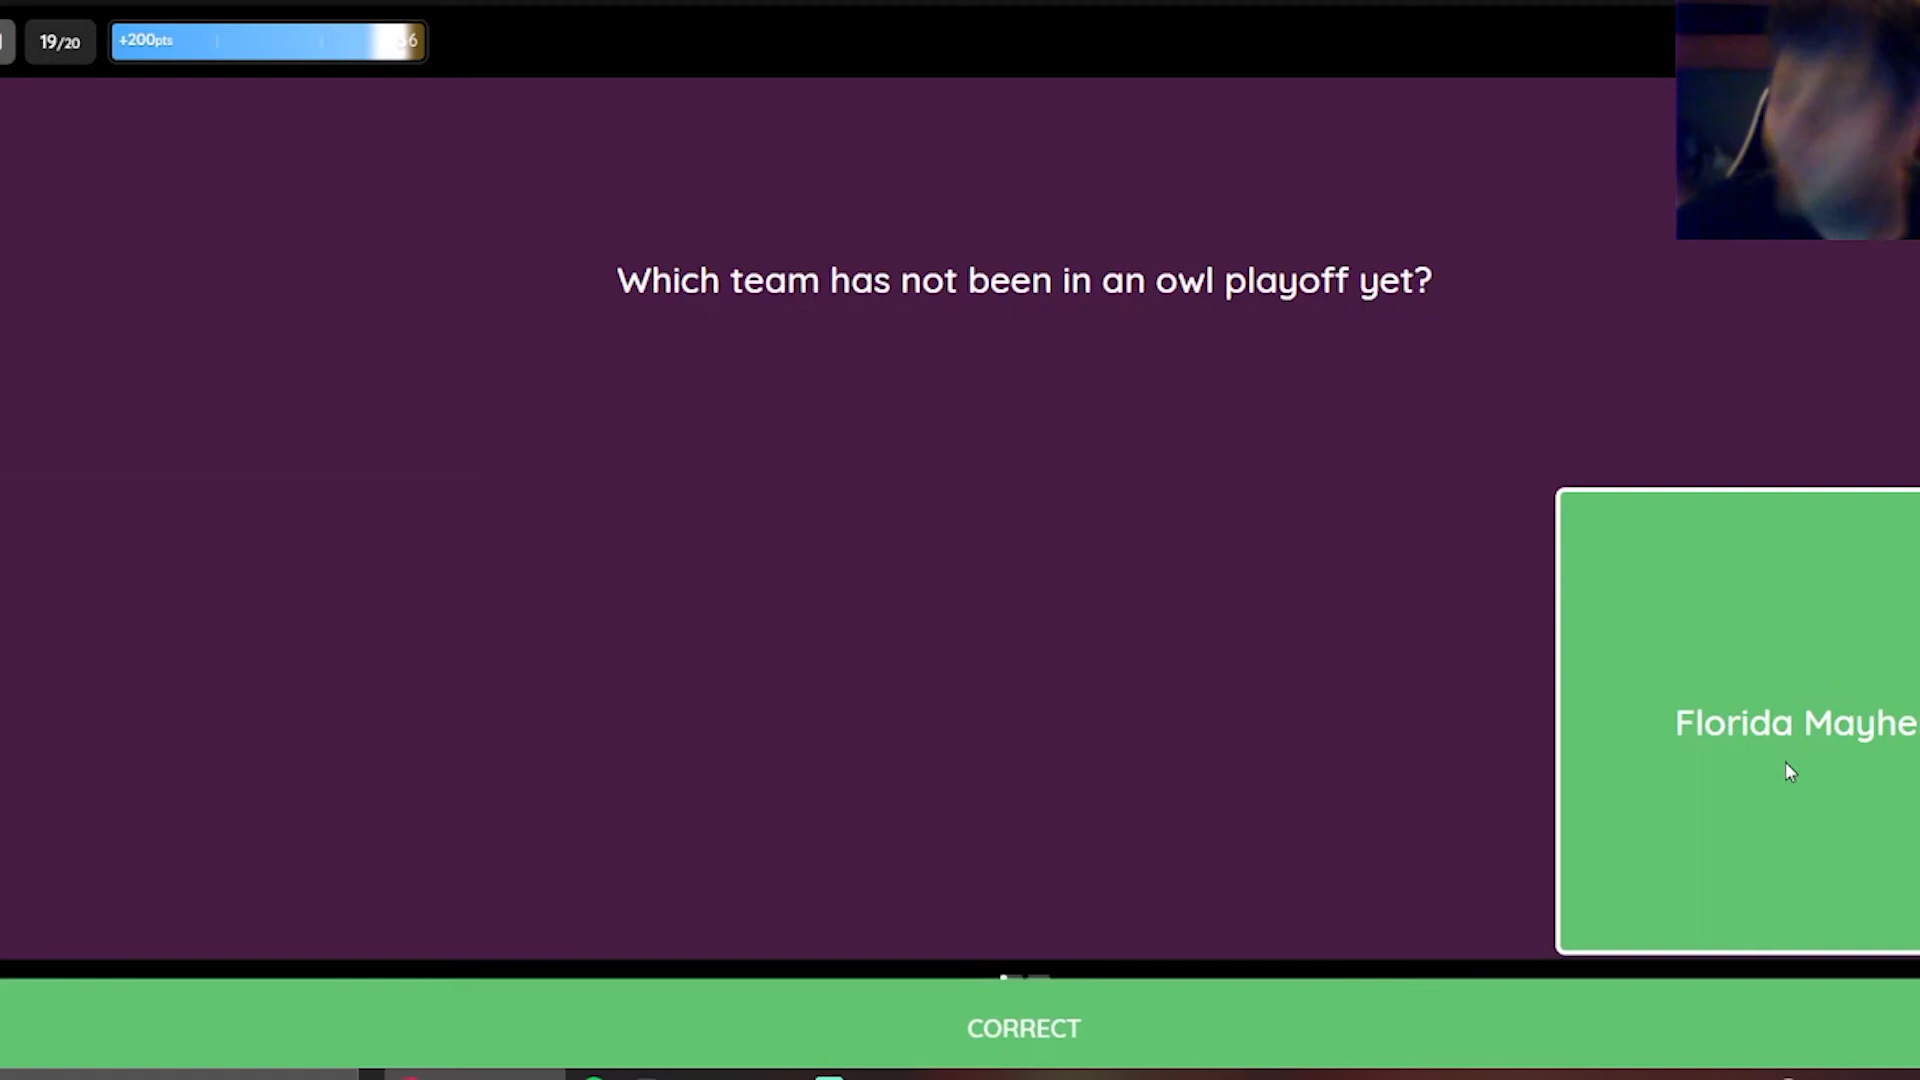 19/20
+200pts
Which team has not been in an owl playoff yet?
Florida Mayhe
CORRECT